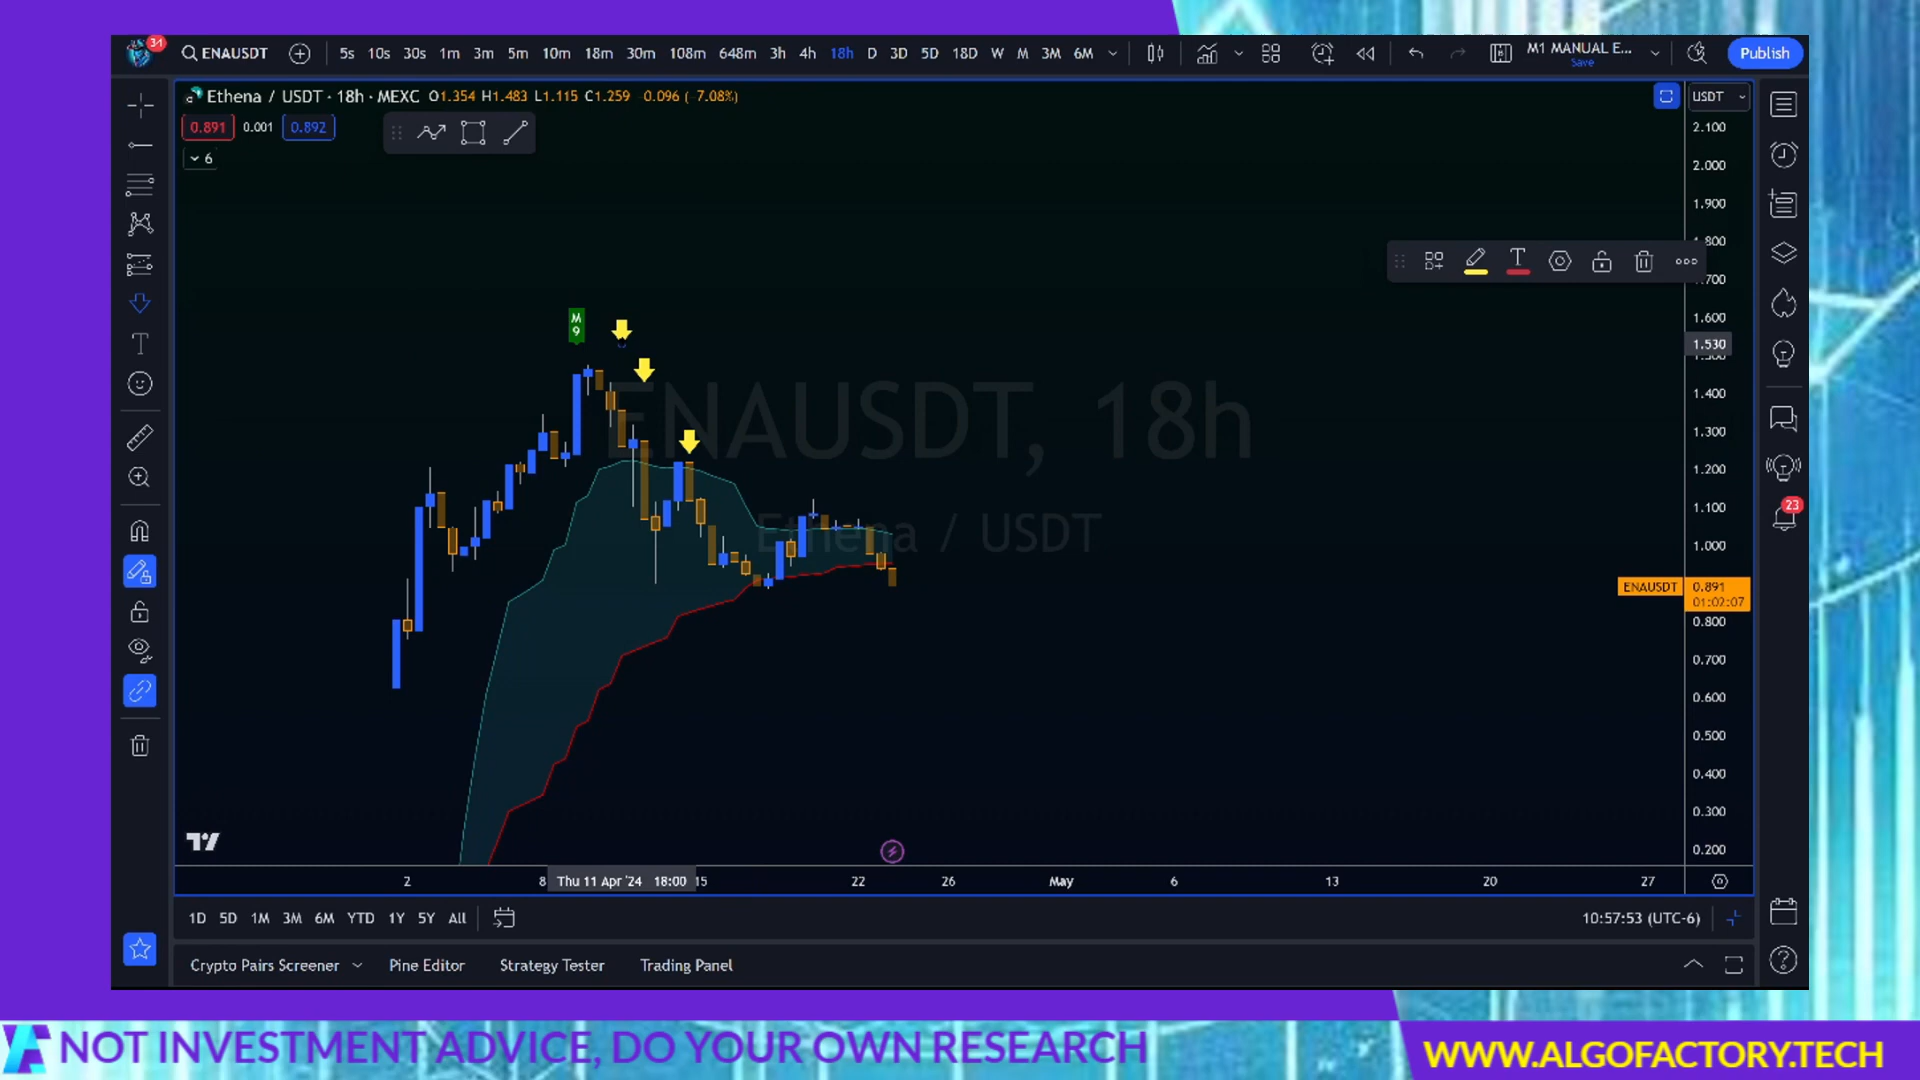 34 ENAUSDT 5s 10s 30s 1m 3m 5m 10m 18m 30m 108m 648m 3h 4h 18h D 3D 5D 18D W M 3M 6M M1 MANUAL E... Save Publish
Ethena / USDT · 18h · MEXC O1.354 H1.483 L1.115 C1.259 -0.096 (-7.08%) USDT
0.891 0.001 0.892
6
2.100
2.000
1.900
1.800
1.700
1.600
1.530
1.400
1.300
1.200
1.100
1.000
ENAUSDT 0.891
01:02:07
0.800
0.700
0.600
0.500
0.400
0.300
0.200
M
9
ENAUSDT, 18h
Ethena / USDT
23
2 8 Thu 11 Apr '24 18:00 15 22 26 May 6 13 20 27
1D 5D 1M 3M 6M YTD 1Y 5Y All 10:57:53 (UTC-6)
Crypto Pairs Screener Pine Editor Strategy Tester Trading Panel
NOT INVESTMENT ADVICE, DO YOUR OWN RESEARCH
WWW.ALGOFACTORY.TECH